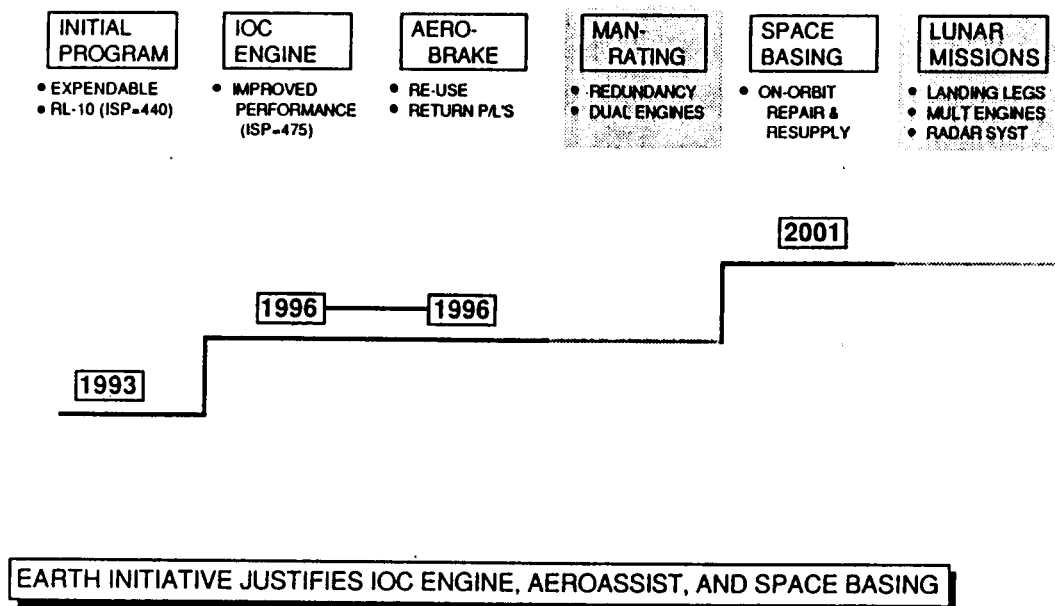 INITIAL
PROGRAM
• EXPENDABLE
• RL-10 (ISP=440)
IOC
ENGINE
• IMPROVED
PERFORMANCE
(ISP=475)
AERO-
BRAKE
• RE-USE
• RETURN P/L'S
MAN-
RATING
• REDUNDANCY
• DUAL ENGINES
SPACE
BASING
• ON-ORBIT
REPAIR &
RESUPPLY
LUNAR
MISSIONS
• LANDING LEGS
• MULT ENGINES
• RADAR SYST
2001
1996
1996
1993
EARTH INITIATIVE JUSTIFIES IOC ENGINE, AEROASSIST, AND SPACE BASING